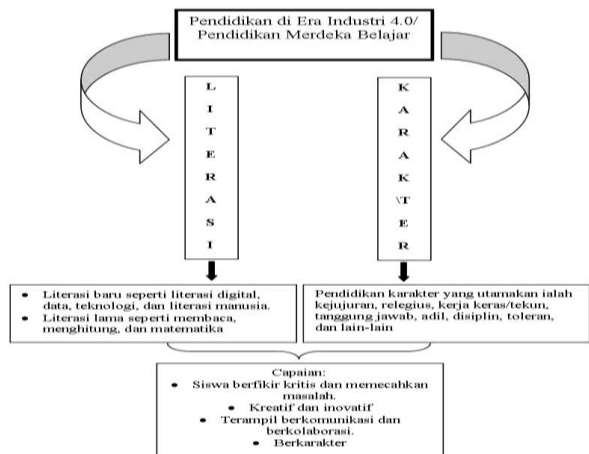 Pendidikan di Era Industri 4.0/
Pendidikan Merdeka Belajar
L
I
T
E
R
A
S
I
K
A
R
A
K
\T
E
R
• Literasi baru seperti literasi digital,
data, teknologi, dan literasi manusia.
• Literasi lama seperti membaca,
menghitung, dan matematika
Pendidikan karakter yang utamakan ialah
kejujuran, relegius, kerja keras/tekun,
tanggung jawab, adil, disiplin, toleran,
dan lain-lain
Capaian:
• Siswa berfikir kritis dan memecahkan
masalah.
• Kreatif dan inovatif
• Terampil berkomunikasi dan
berkolaborasi.
• Berkarakter